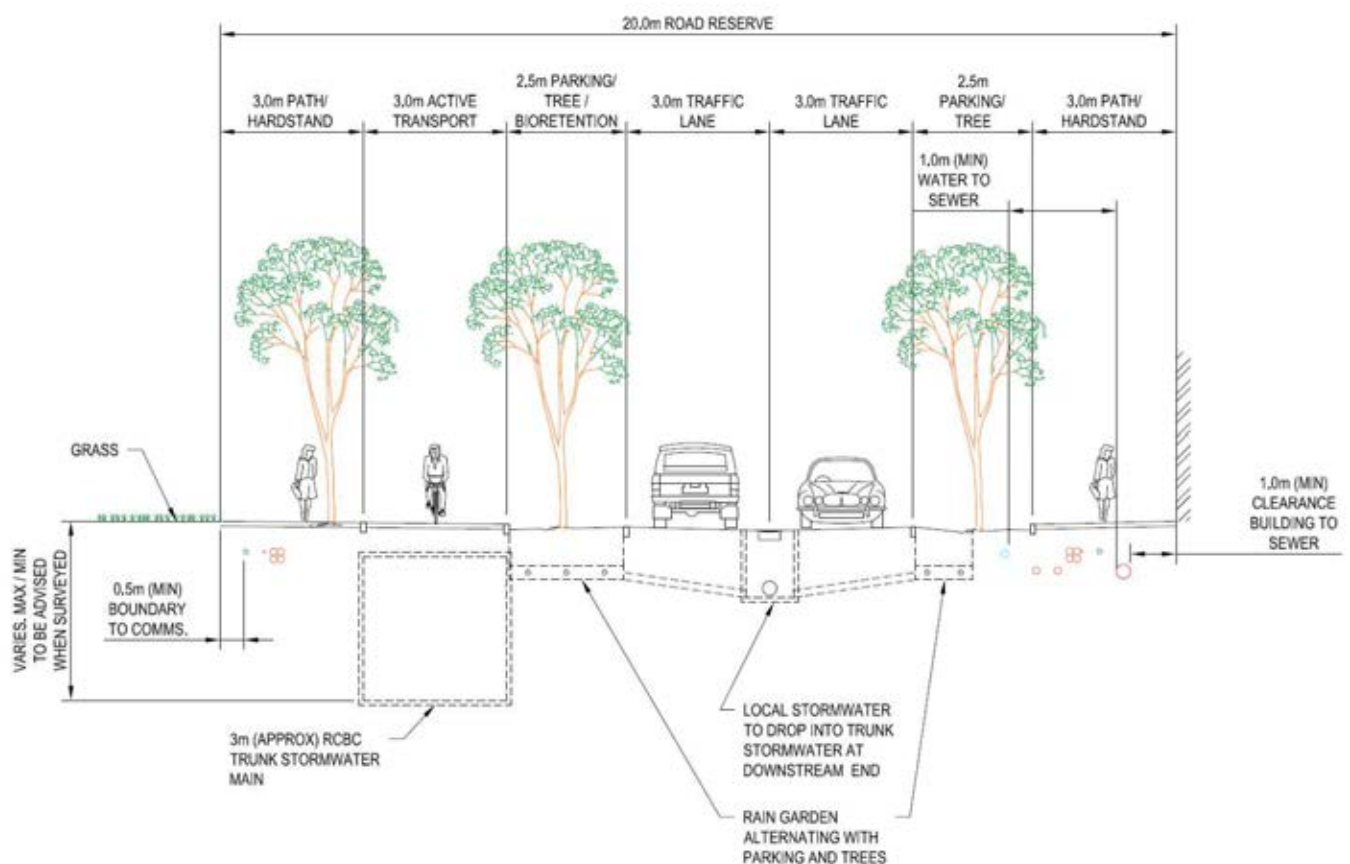 20.0m ROAD RESERVE
3.0m PATH/
HARDSTAND
3.0m ACTIVE
TRANSPORT
2.5m PARKING/
TREE /
BIORETENTION
3.0m TRAFFIC
LANE
3.0m TRAFFIC
LANE
2.5m
PARKING/
TREE
3.0m PATH/
HARDSTAND
1.0m (MIN)
WATER TO
SEWER
GRASS
1.0m (MIN)
CLEARANCE
BUILDING TO
SEWER
VARIES. MAX / MIN
TO BE ADVISED
WHEN SURVEYED
0.5m (MIN)
BOUNDARY
TO COMMS.
3m (APPROX) RCBC
TRUNK STORMWATER
MAIN
LOCAL STORMWATER
TO DROP INTO TRUNK
STORMWATER AT
DOWNSTREAM END
RAIN GARDEN
ALTERNATING WITH
PARKING AND TREES